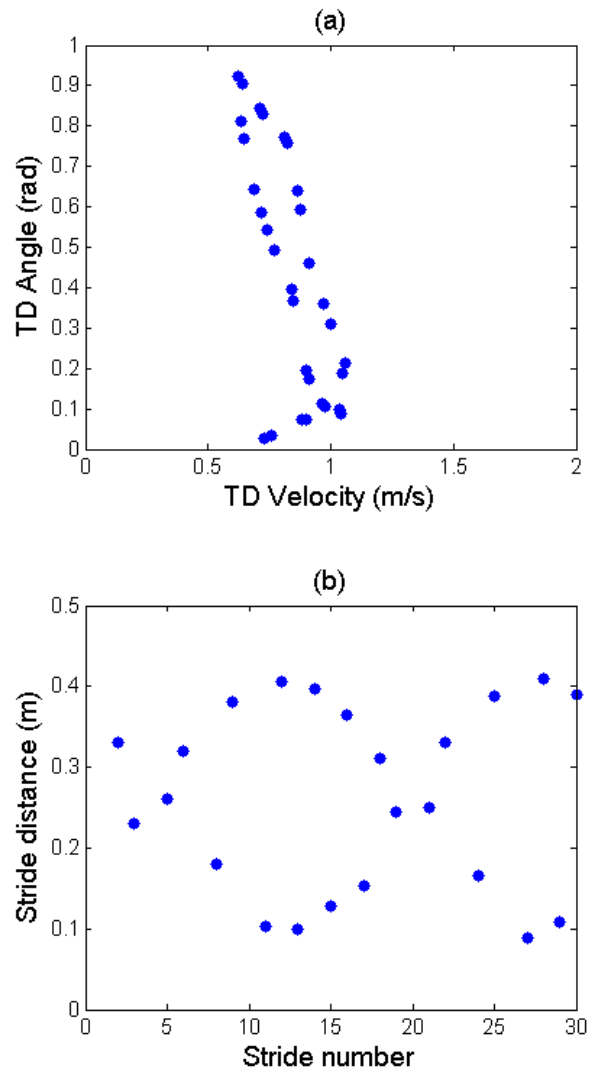 (a)
1
0.9
0.8
0.7
0.6
0.5
0.4
0.3
0.2
0.1
0
TD Angle (rad)
0 0.5 1 1.5 2
TD Velocity (m/s)
(b)
0.5
0.4
0.3
0.2
0.1
0
Stride distance (m)
0 5 10 15 20 25 30
Stride number